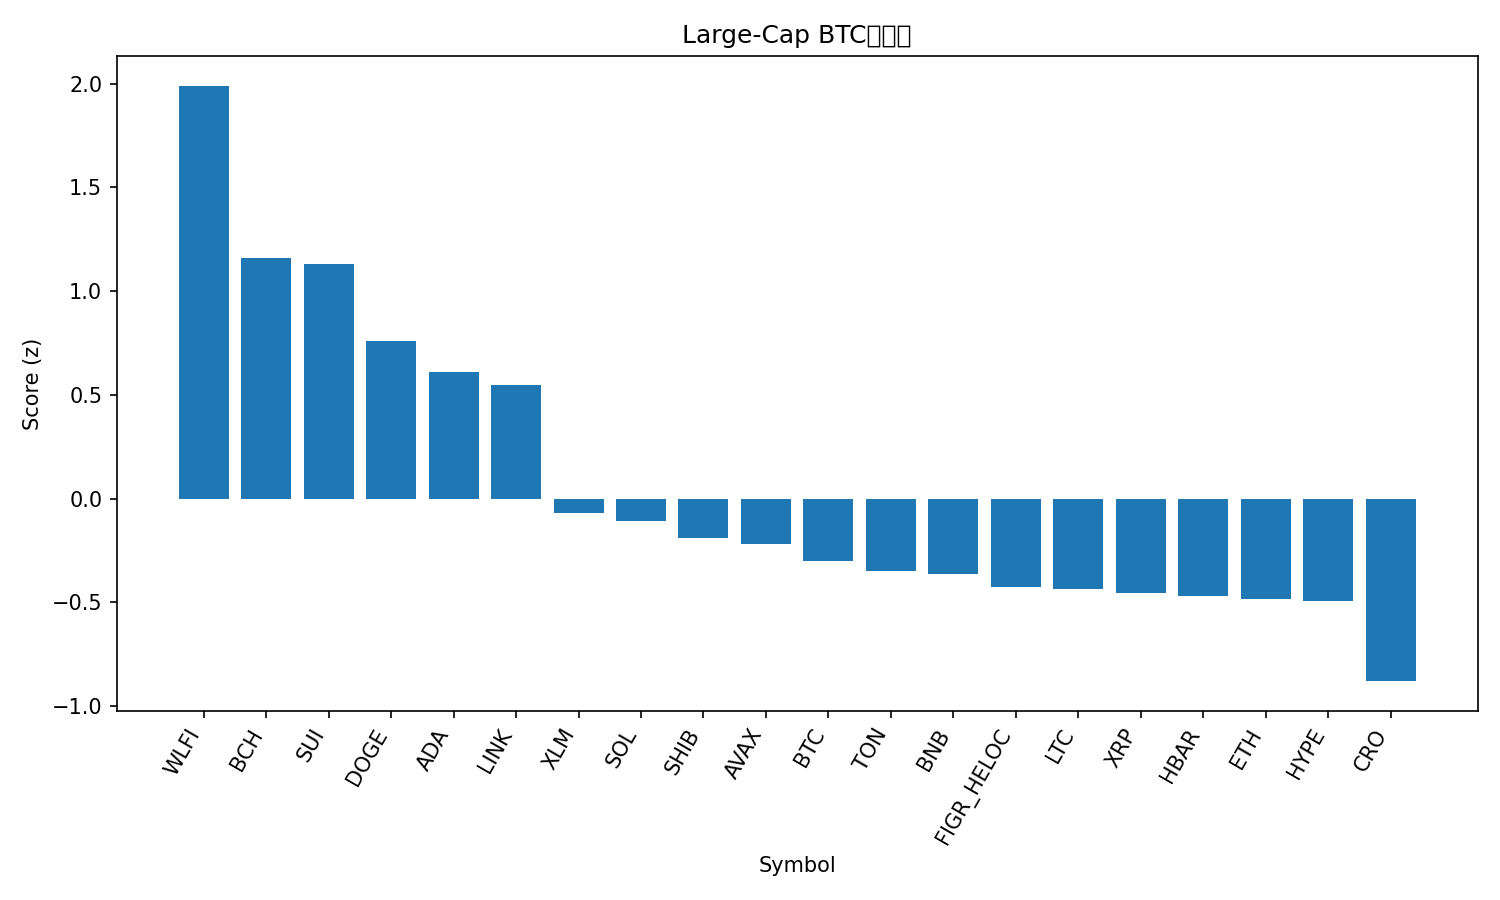 Large-Cap BTC
2.0
1.5
1.0
0.5
0.0
−0.5
−1.0
Score (z)
WLFI
BCH
SUI
DOGE
ADA
LINK
XLM
SOL
SHIB
AVAX
BTC
TON
BNB
FIGR_HELOC
LTC
XRP
HBAR
ETH
HYPE
CRO
Symbol